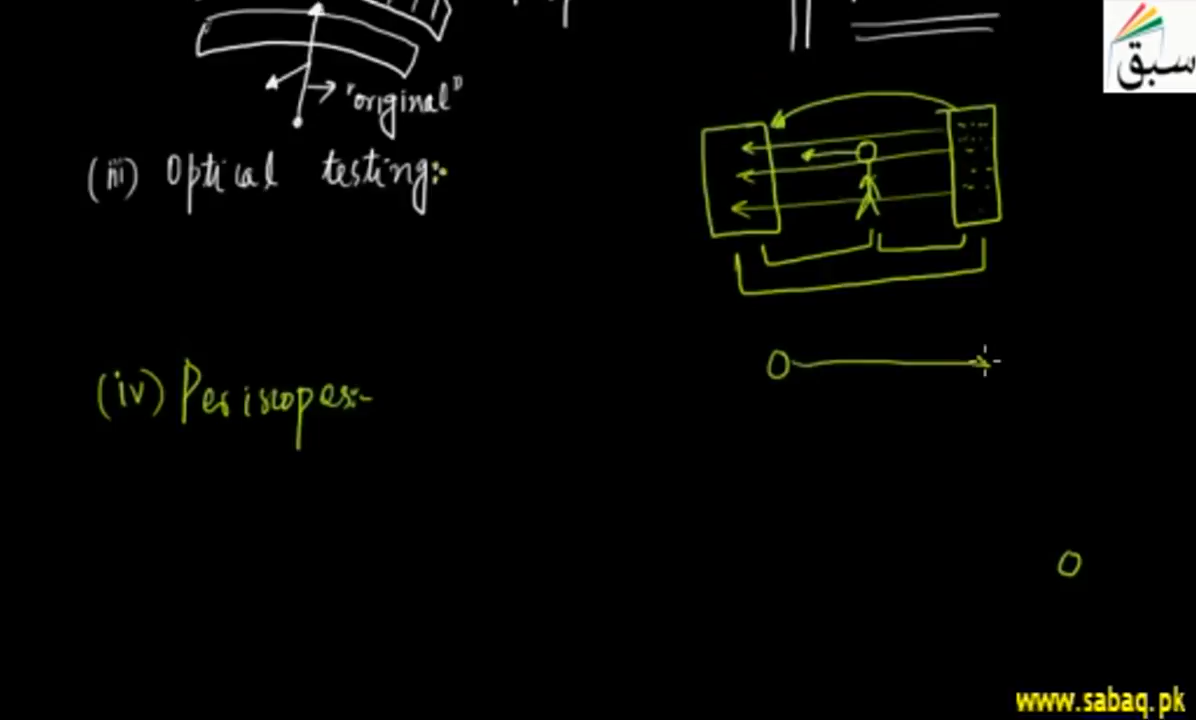 سبق
"original"
(iii) Optical testing:
(iv) Periscopes:-
www.sabaq.pk